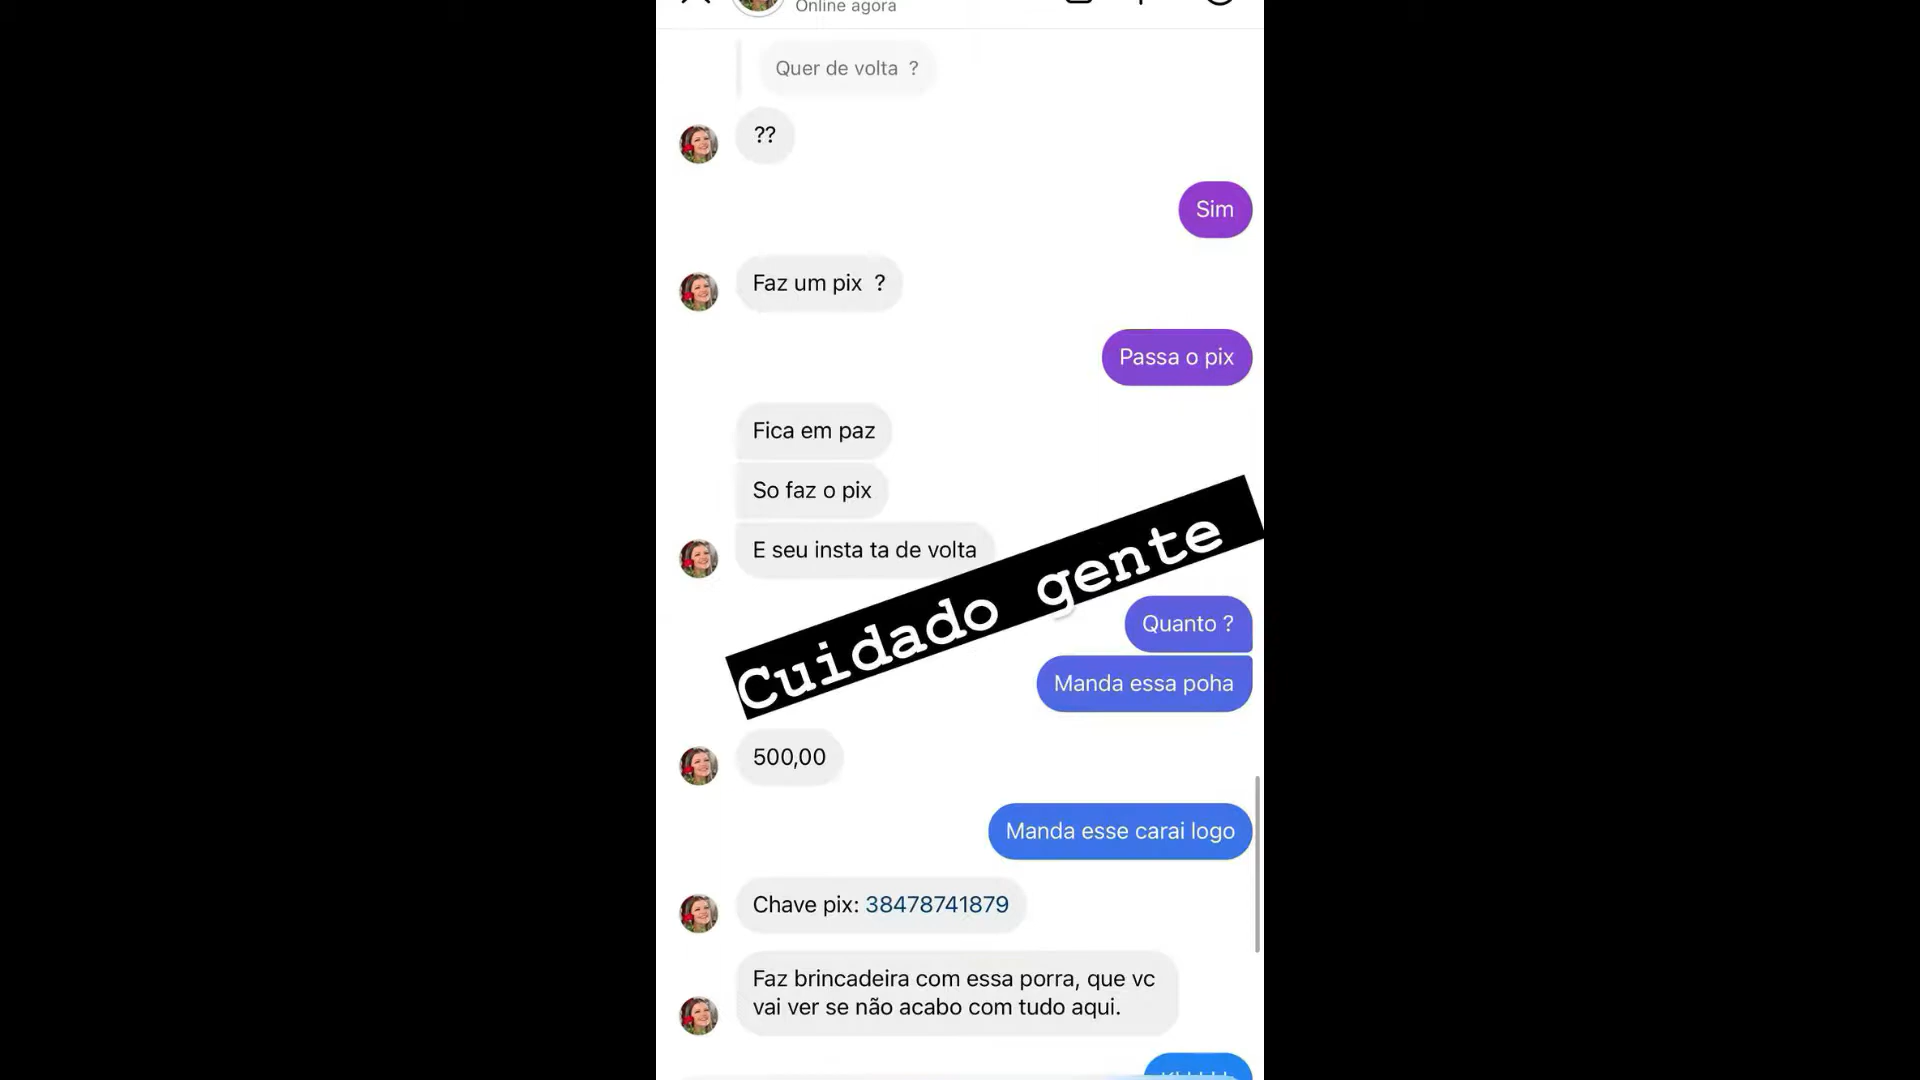 Online agora
Quer de volta ?
??
Sim
Faz um pix ?
Passa o pix
Fica em paz
So faz o pix
E seu insta ta de volta
Cuidado gente
Quanto ?
Manda essa poha
500,00
Manda esse carai logo
Chave pix: 38478741879
Faz brincadeira com essa porra, que vc
vai ver se não acabo com tudo aqui.